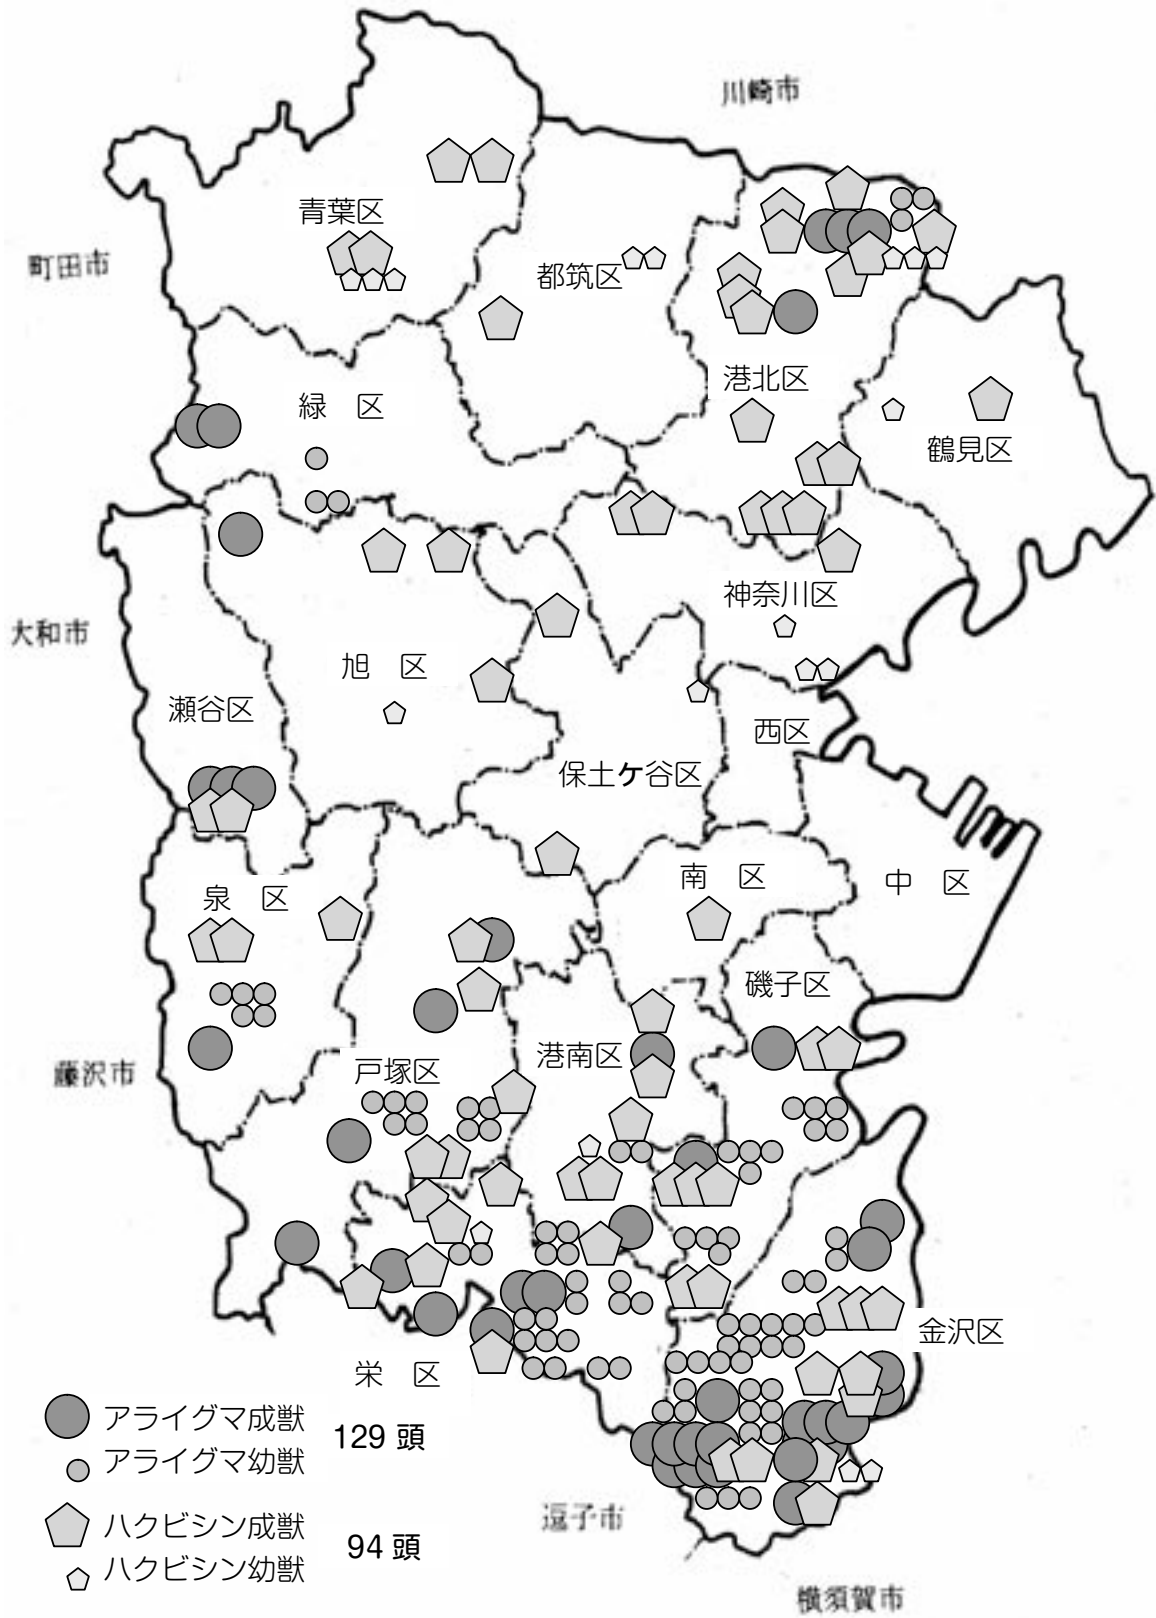 川崎市
青葉区
町田市
都筑区
港北区
緑 区
鶴見区
神奈川区
大和市
旭 区
瀬谷区
西区
保土ケ谷区
南 区
中 区
泉 区
磯子区
港南区
藤沢市
戸塚区
金沢区
栄 区
アライグマ成獣
129 頭
アライグマ幼獣
ハクビシン成獣
94 頭
ハクビシン幼獣
逗子市
横須賀市